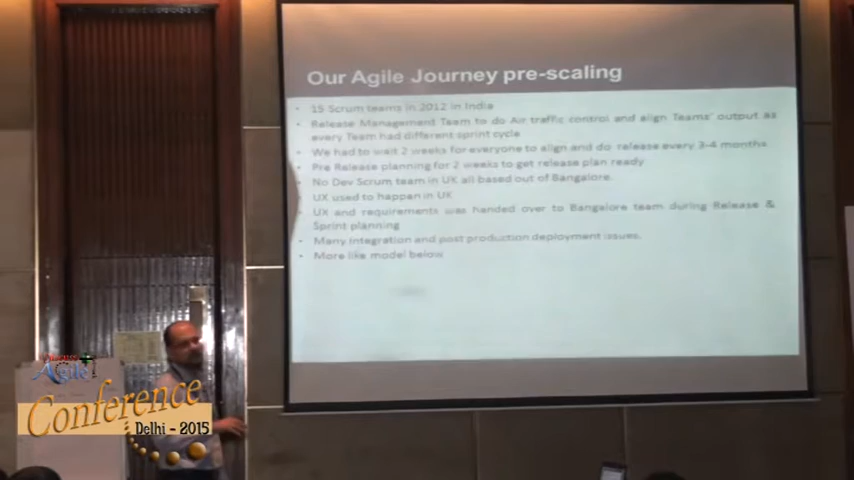 Our Agile Journey pre-scaling
15 Scrum teams in 2012 in India
Release Management Team to do Air traffic control and align Teams' output as
every Team had different sprint cycle
We had to wait 2 weeks for everyone to align and do release every 3-4 months
Pre Release planning for 2 weeks to get release plan ready
No Dev Scrum team in UK all based out of Bangalore.
UX used to happen in UK
UX and requirements was handed over to Bangalore team during Release &
Sprint planning
Many Integration and post production deployment issues.
More like model below
Discuss
Agile
Conference
Delhi - 2015